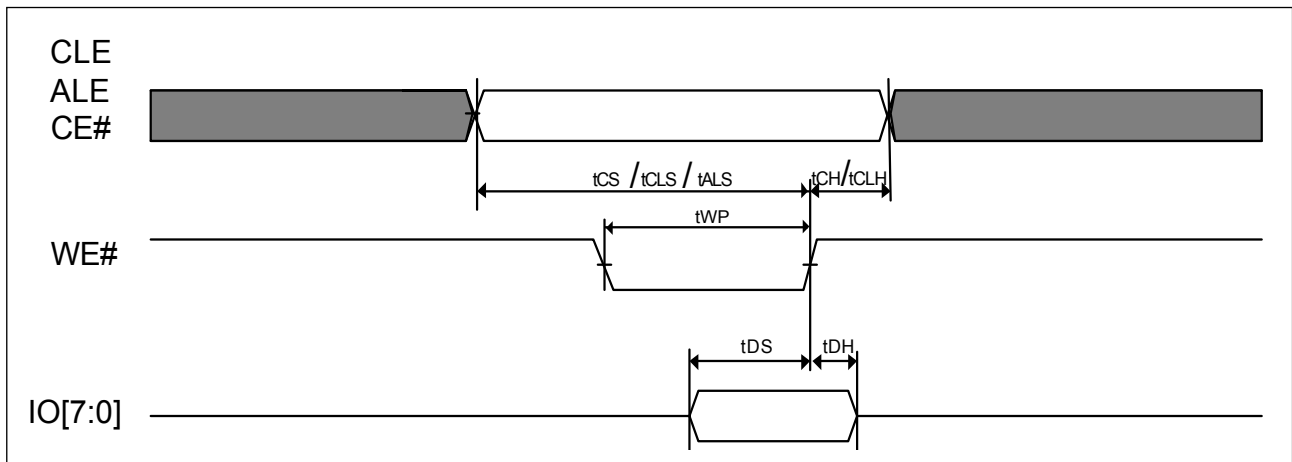 CLE
ALE
CE#
tCS / tCLS / tALS
tCH/tCLH
tWP
WE#
tDS
tDH
IO[7:0]